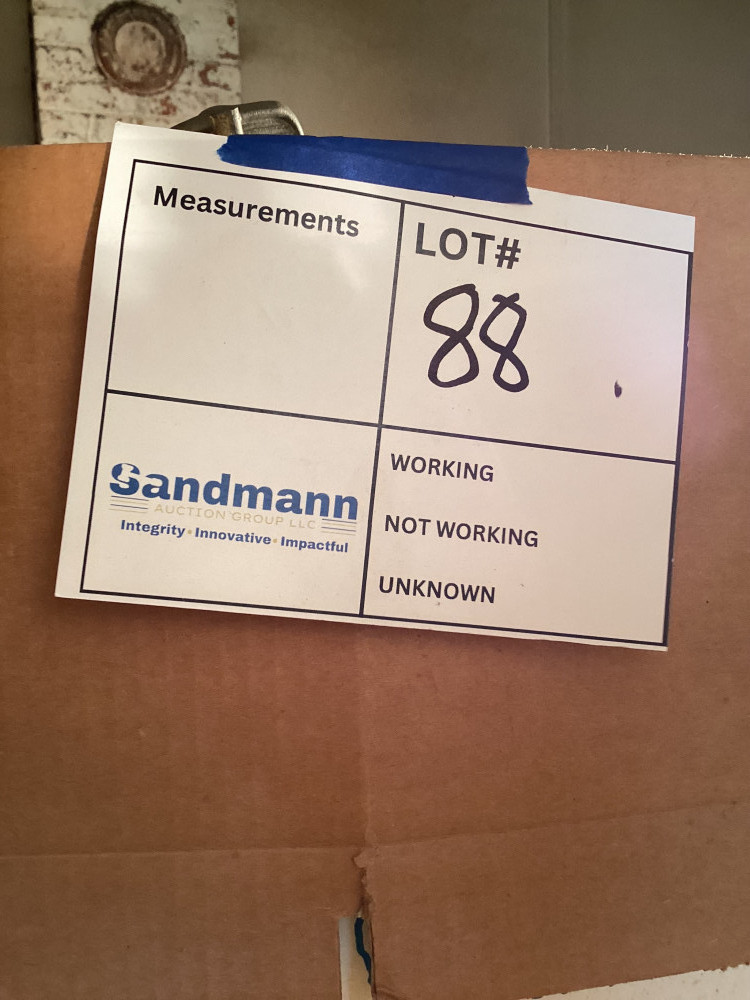 Measurements
LOT#
88
Sandmann
AUCTION GROUP LLC
Integrity • Innovative • Impactful
WORKING
NOT WORKING
UNKNOWN